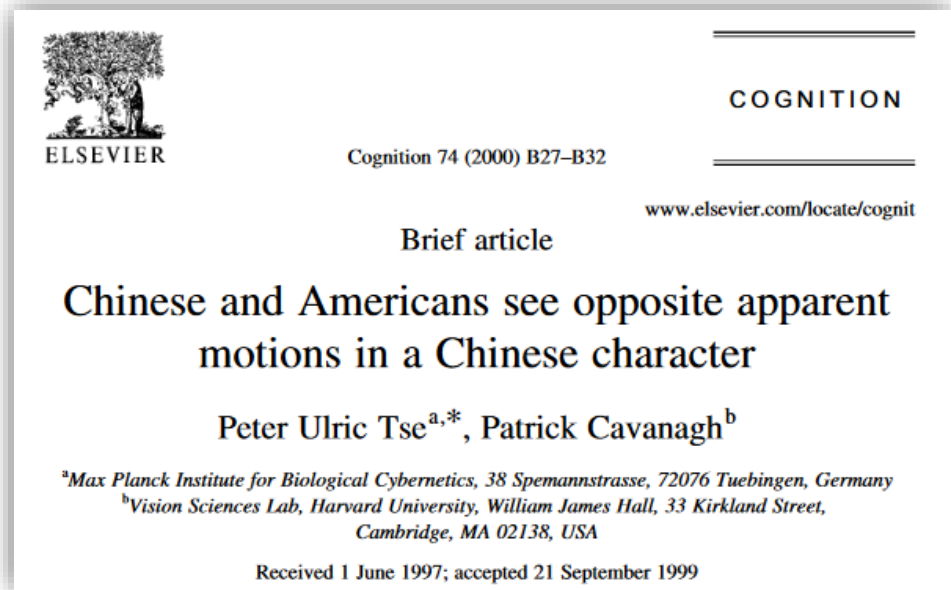 ELSEVIER
COGNITION
Cognition 74 (2000) B27–B32
www.elsevier.com/locate/cognit
Brief article
Chinese and Americans see opposite apparent
motions in a Chinese character
Peter Ulric Tseᵃ,*, Patrick Cavanaghᵇ
ᵃMax Planck Institute for Biological Cybernetics, 38 Spemannstrasse, 72076 Tuebingen, Germany
ᵇVision Sciences Lab, Harvard University, William James Hall, 33 Kirkland Street,
Cambridge, MA 02138, USA
Received 1 June 1997; accepted 21 September 1999